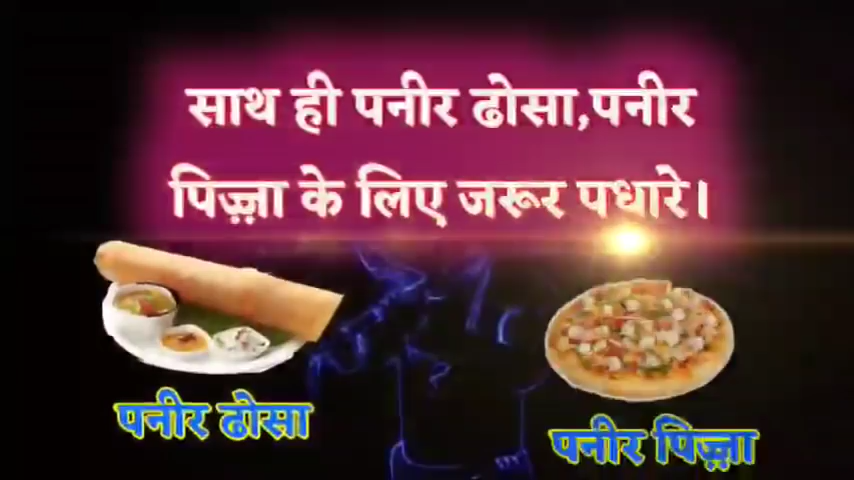 साथ ही पनीर ढोसा,पनीर
पिज़्ज़ा के लिए जरूर पधारे।
पनीर ढोसा
पनीर पिज़्ज़ा